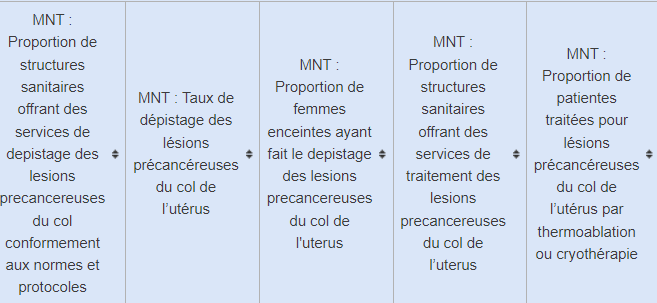 MNT :
Proportion de
structures
sanitaires
offrant des
services de
depistage des
lesions
precancereuses
du col
conformement
aux normes et
protocoles
MNT : Taux de
dépistage des
lésions
précancéreuses
du col de
l’utérus
MNT :
Proportion de
femmes
enceintes ayant
fait le depistage
des lesions
precancereuses
du col de
l'uterus
MNT :
Proportion de
structures
sanitaires
offrant des
services de
traitement des
lesions
precancereuses
du col de
l’uterus
MNT :
Proportion de
patientes
traitées pour
lésions
précancéreuses
du col de
l’utérus par
thermoablation
ou cryothérapie